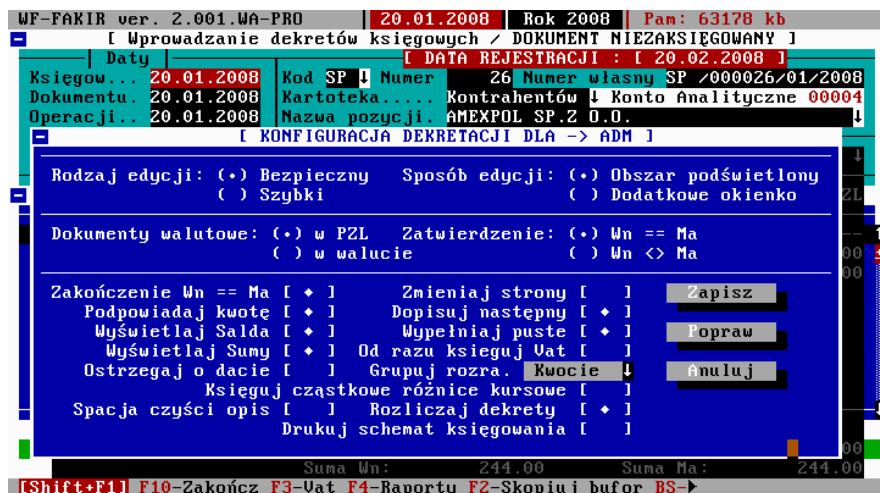 WF-FAKIR ver. 2.001.WA-PRO 20.01.2008 Rok 2008 Pam: 63178 kb
[ Wprowadzanie dekretów księgowych / DOKUMENT NIEZAKSIĘGOWANY ]
Daty [ DATA REJESTRACJI : [ 20.02.2008 ]
Księgow... 20.01.2008 Kod SP ↓ Numer 26 Numer własny SP /000026/01/2008
Dokumentu. 20.01.2008 Kartoteka..... Kontrahentów ↓ Konto Analityczne 00004
Operacji.. 20.01.2008 Nazwa pozycji. AMEXPOL SP.Z O.O. ↓
[ KONFIGURACJA DEKRETACJI DLA -> ADM ]
Rodzaj edycji: (•) Bezpieczny Sposób edycji: (•) Obszar podświetlony
( ) Szybki ( ) Dodatkowe okienko
ZL
Dokumenty walutowe: (•) w PZL Zatwierdzenie: (•) Wn == Ma
( ) w walucie ( ) Wn <> Ma
00
00
Zakończenie Wn == Ma [ ♦ ] Zmieniaj strony [ ] Zapisz
Podpowiadaj kwotę [ ♦ ] Dopisuj następny [ ♦ ]
Wyświetlaj Salda [ ♦ ] Wypełniaj puste [ ♦ ] Popraw
Wyświetlaj Sumy [ ♦ ] Od razu ksieguj Vat [ ]
Ostrzegaj o dacie [ ] Grupuj rozra. Kwocie ↓ Anuluj
Księguj cząstkowe różnice kursowe [ ]
Spacja czyści opis [ ] Rozliczaj dekrety [ ♦ ]
Drukuj schemat księgowania [ ]
00
Suma Wn: 244.00 Suma Ma: 244.00
[Shift+F1] F10-Zakończ F3-Vat F4-Raporty F2-Skopiuj bufor BS-►